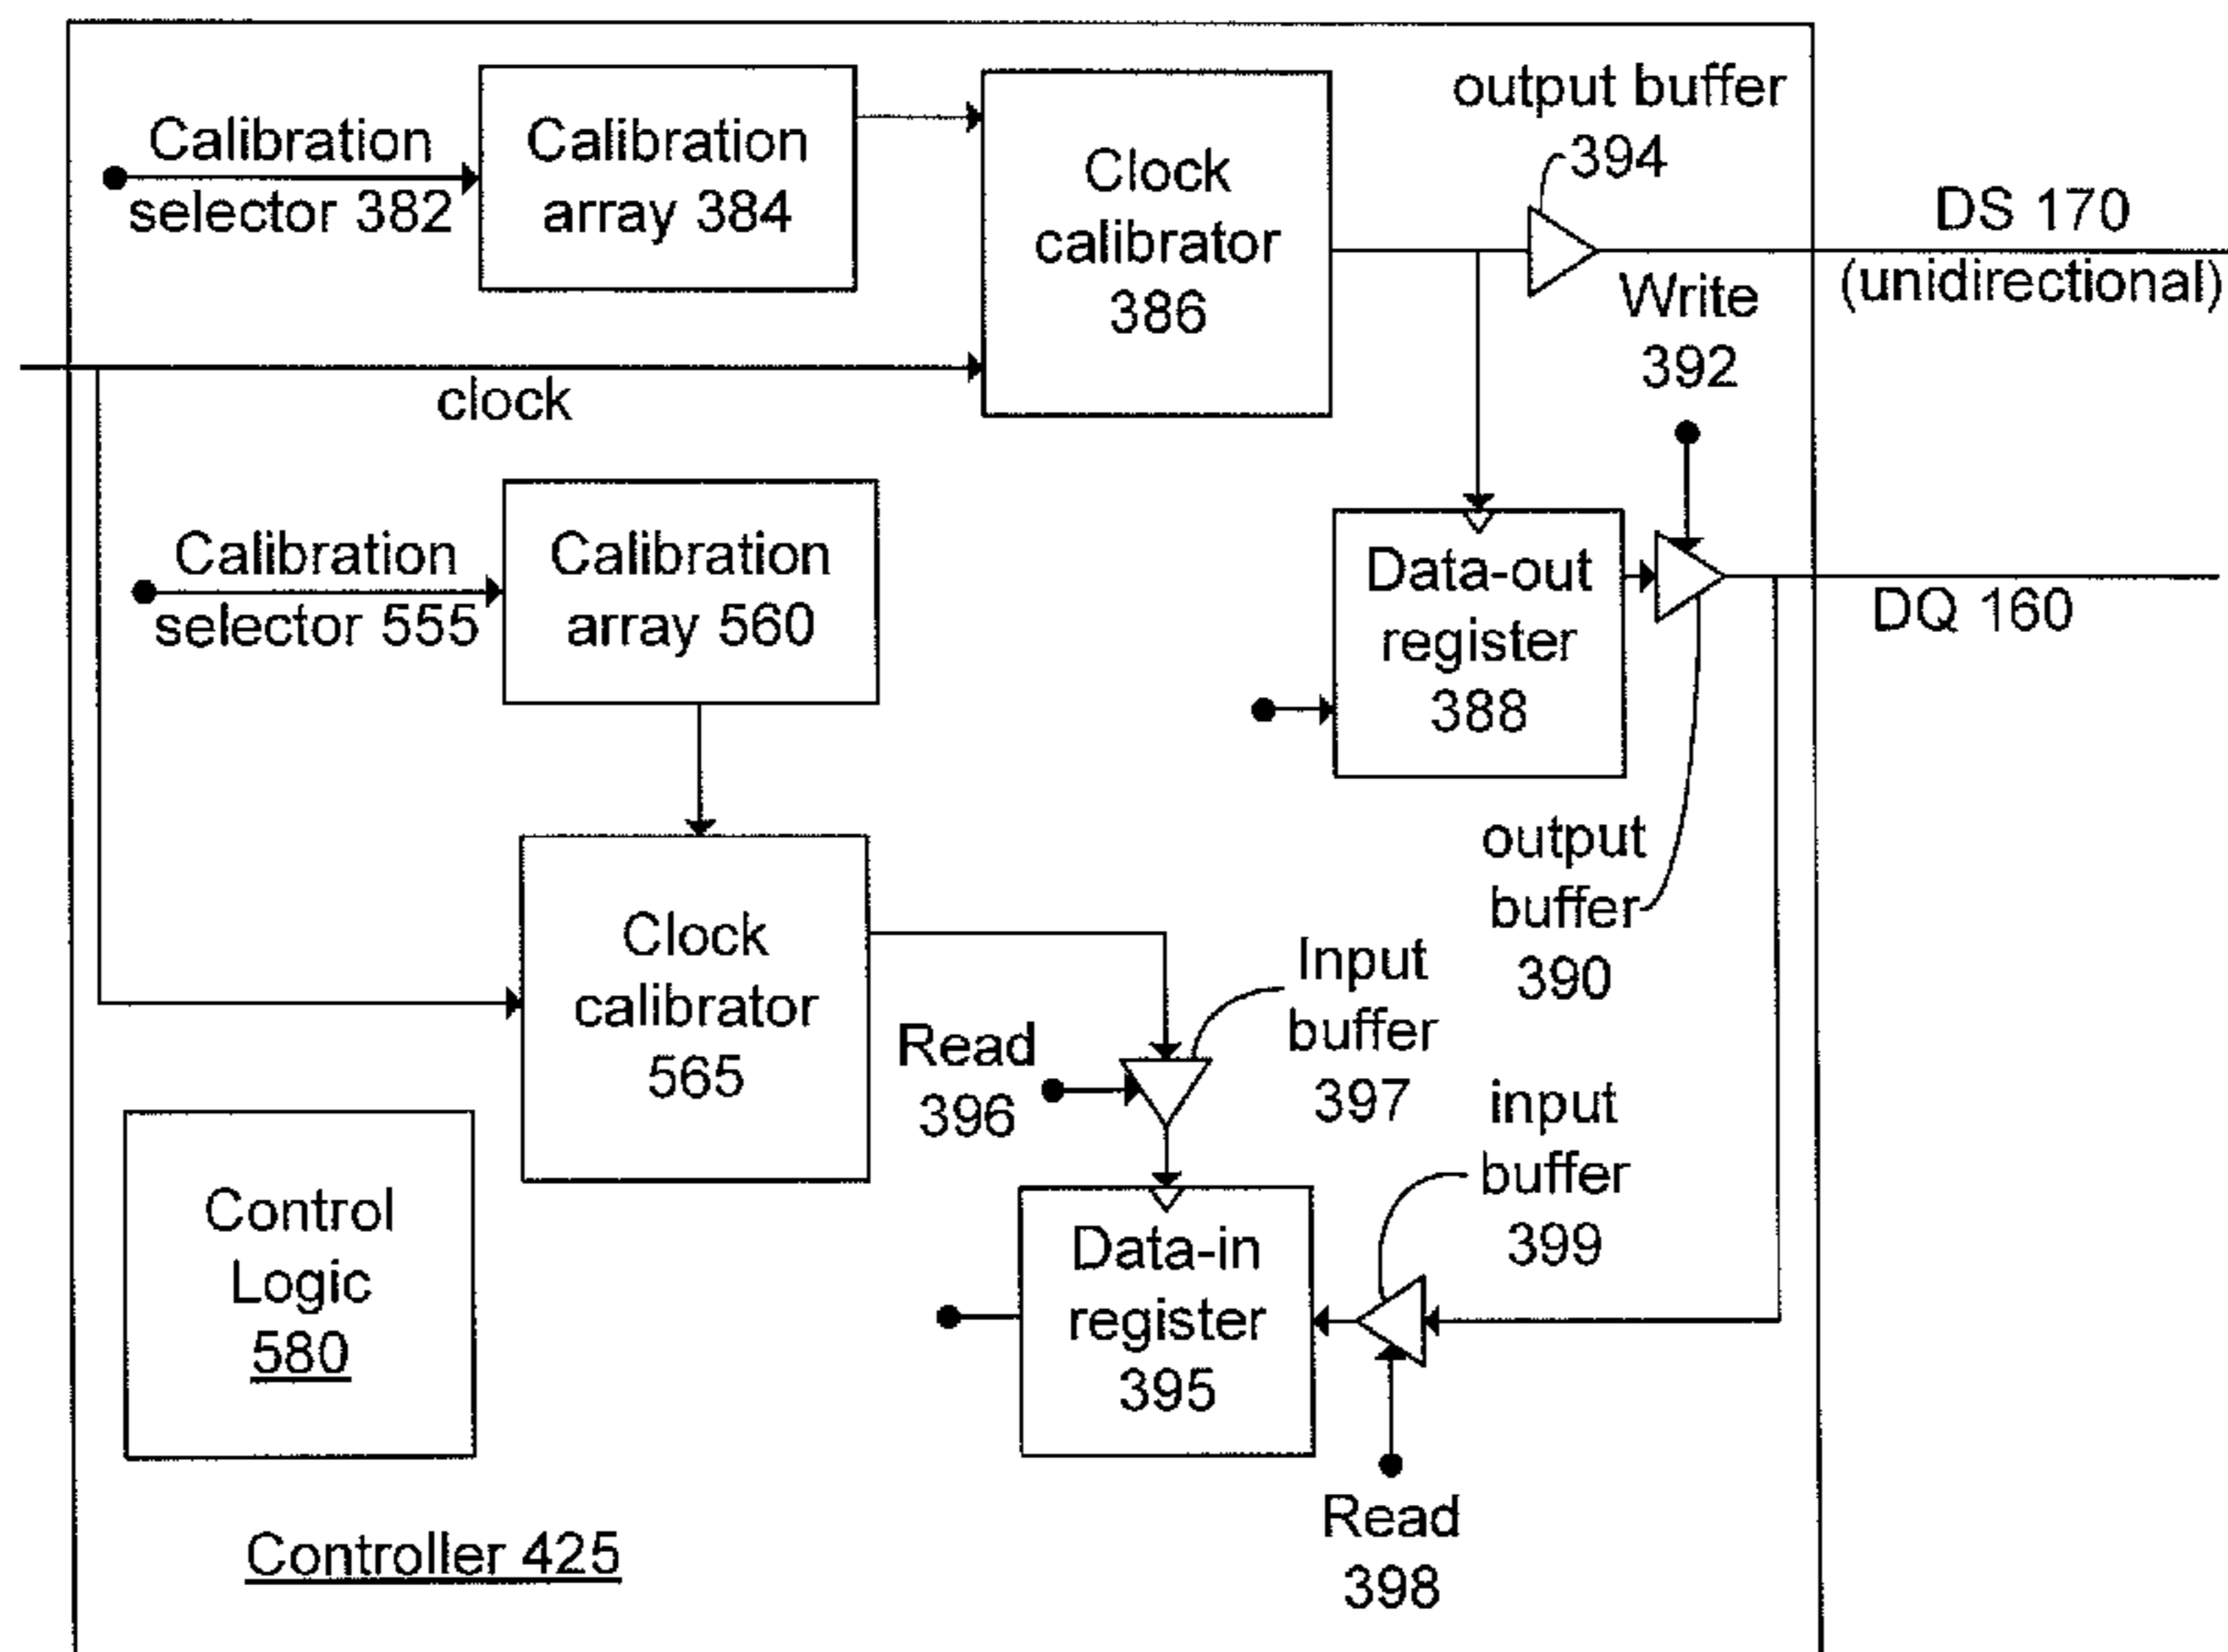 Calibration
selector 382
Calibration
array 384
Clock
calibrator
386
output buffer
394
DS 170
(unidirectional)
Write
392
clock
Calibration
selector 555
Calibration
array 560
Data-out
register
388
DQ 160
output
buffer
390
Clock
calibrator
565
Read
396
Input
buffer
397
input
buffer
399
Control
Logic
580
Data-in
register
395
Read
398
Controller 425